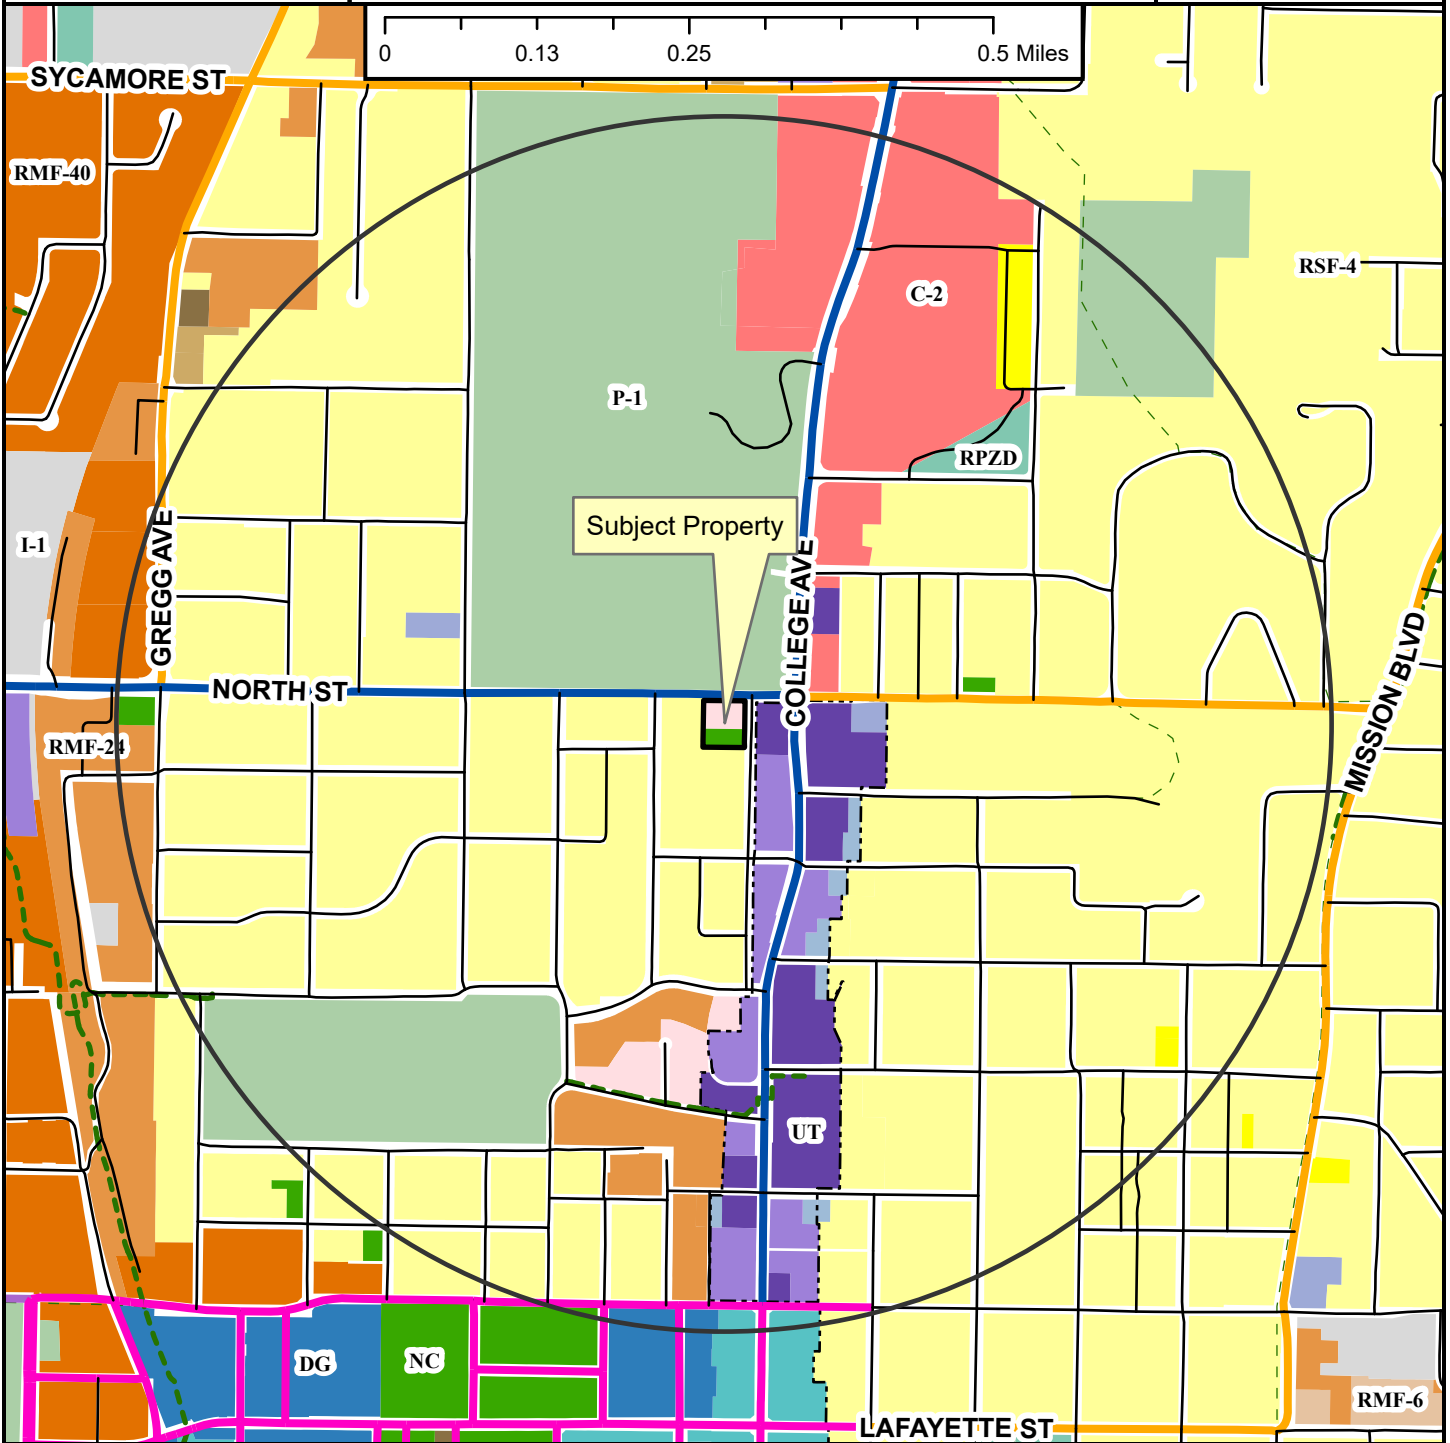 0 0.13 0.25 0.5 Miles
SYCAMORE ST
RMF-40
RSF-4
C-2
P-1
RPZD
Subject Property
I-1
GREGG AVE
COLLEGE AVE
NORTH ST
MISSION BLVD
RMF-24
UT
DG
NC
RMF-6
LAFAYETTE ST